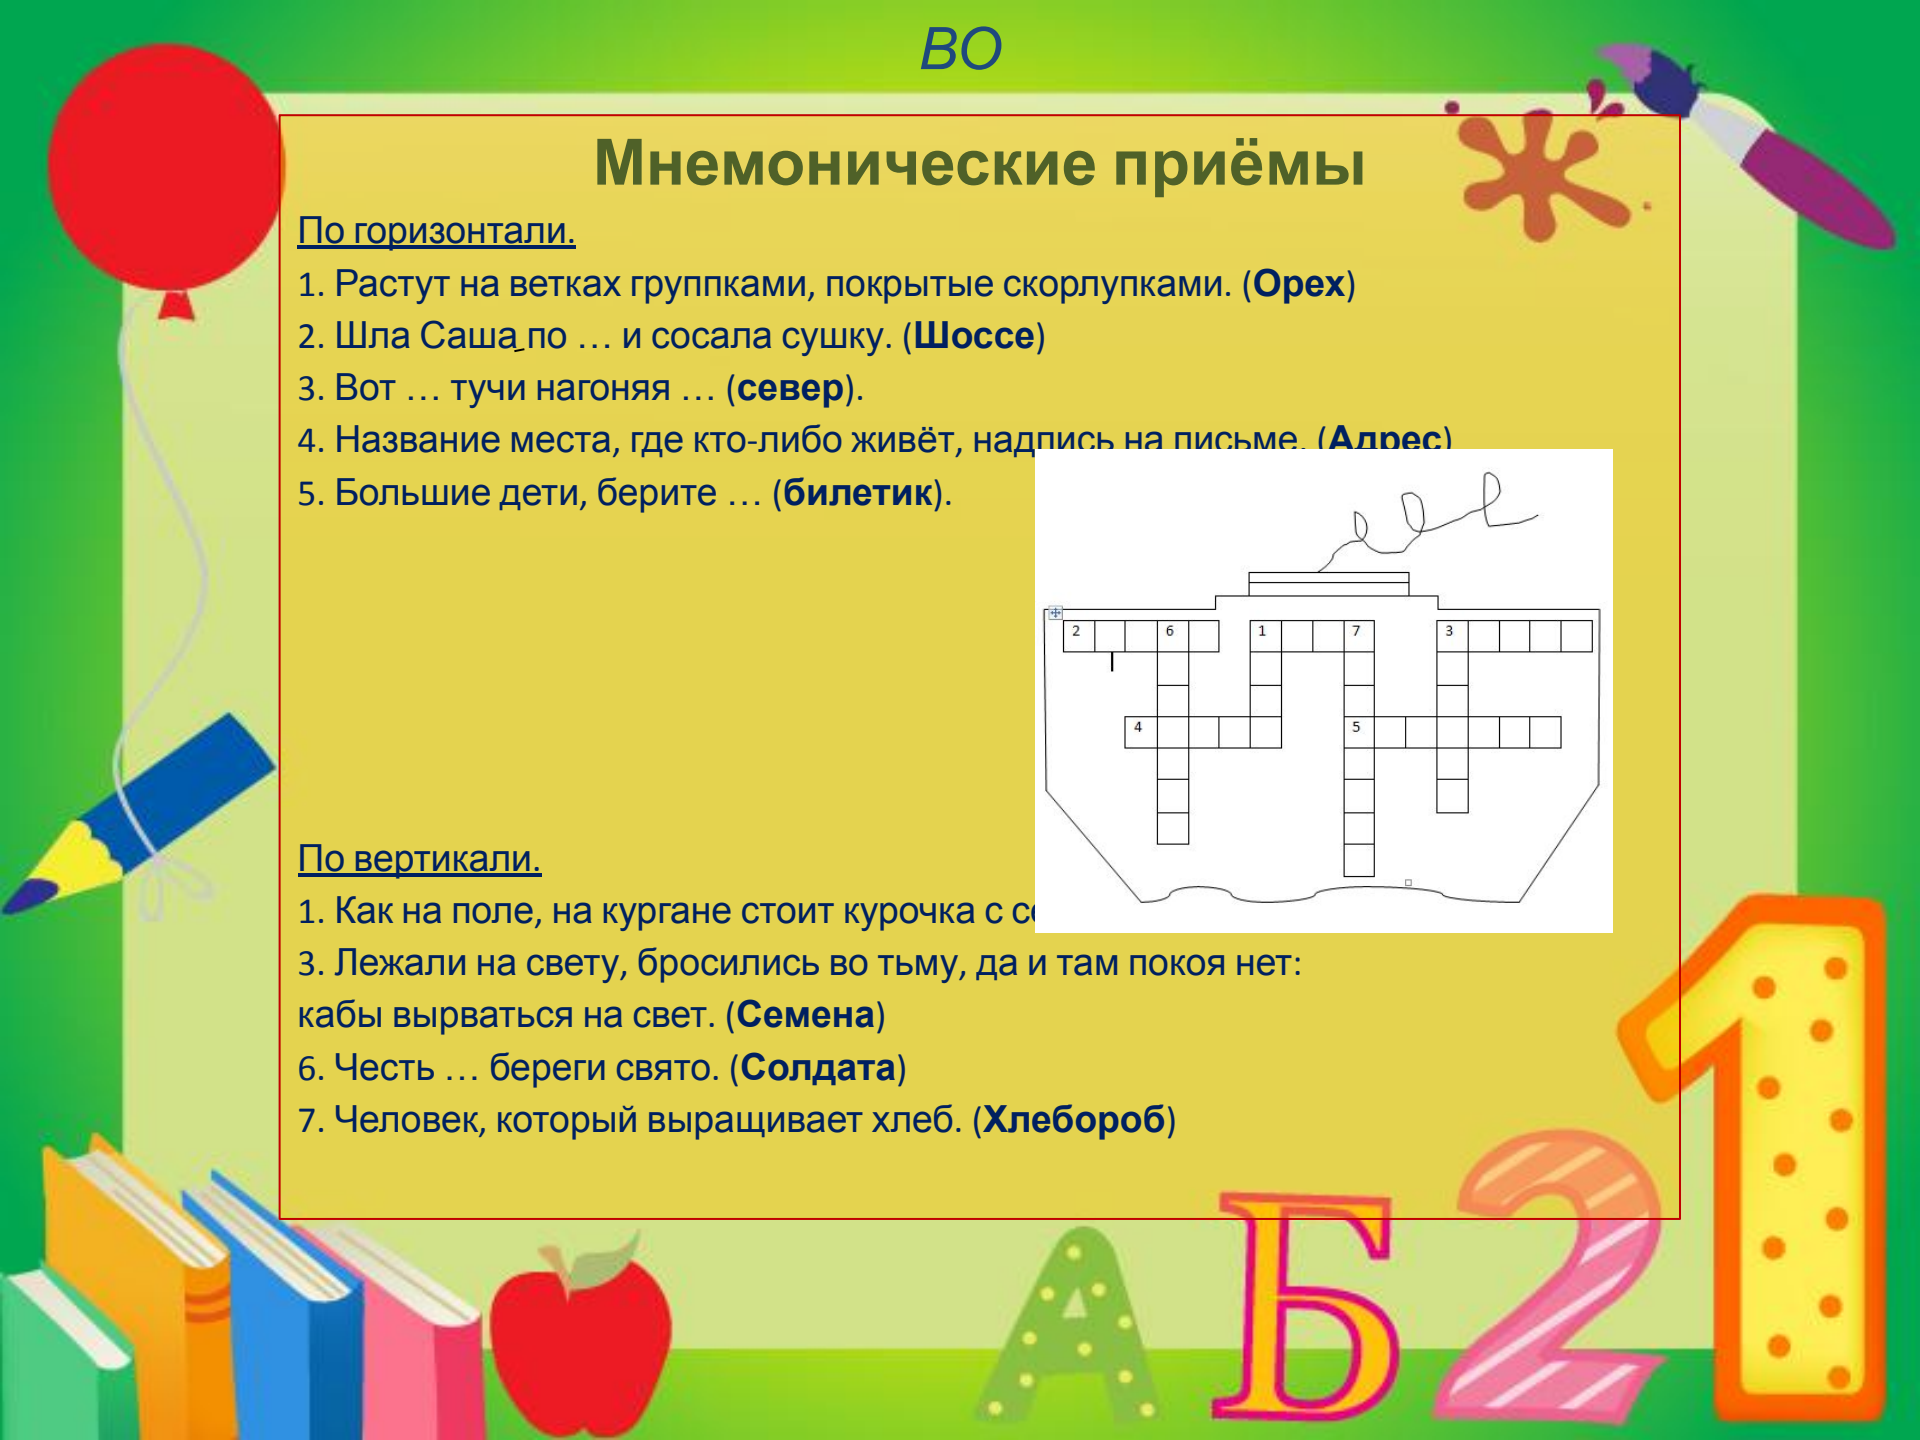 ВО
Мнемонические приёмы
По горизонтали.
1. Растут на ветках группками, покрытые скорлупками. (Орех)
2. Шла Саша по … и сосала сушку. (Шоссе)
3. Вот … тучи нагоняя … (север).
4. Название места, где кто-либо живёт, надпись на письме. (Адрес)
5. Большие дети, берите … (билетик).
2 6 1 7 3
4 5
По вертикали.
1. Как на поле, на кургане стоит курочка с
3. Лежали на свету, бросились во тьму, да и там покоя нет:
кабы вырваться на свет. (Семена)
6. Честь … береги свято. (Солдата)
7. Человек, который выращивает хлеб. (Хлебороб)
А Б 2 1